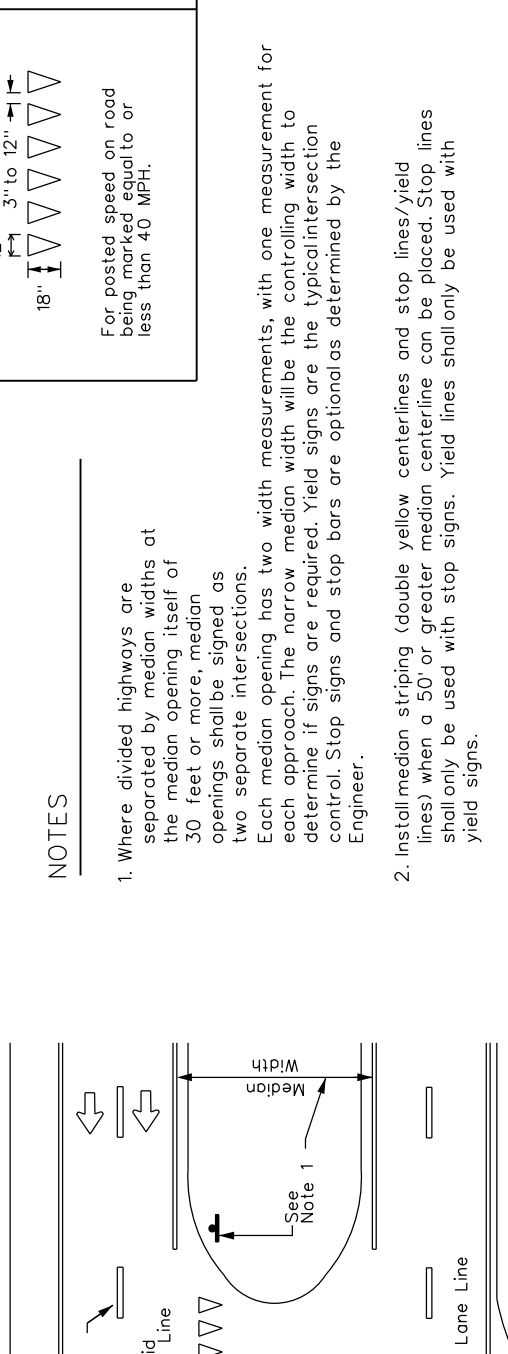 3" to 12"
18"
For posted speed on road
being marked equal to or
less than 40 MPH.
NOTES
1. Where divided highways are
separated by median widths at
the median opening itself of
30 feet or more, median
openings shall be signed as
two separate intersections.
Each median opening has two width measurements, with one measurement for
each approach. The narrow median width will be the controlling width to
determine if signs are required. Yield signs are the typical intersection
control. Stop signs and stop bars are optional as determined by the
Engineer.
2. Install median striping (double yellow centerlines and stop lines/yield
lines) when a 50' or greater median centerline can be placed. Stop lines
shall only be used with stop signs. Yield lines shall only be used with
yield signs.
Median
Width
See
Note 1
Line
Lane Line